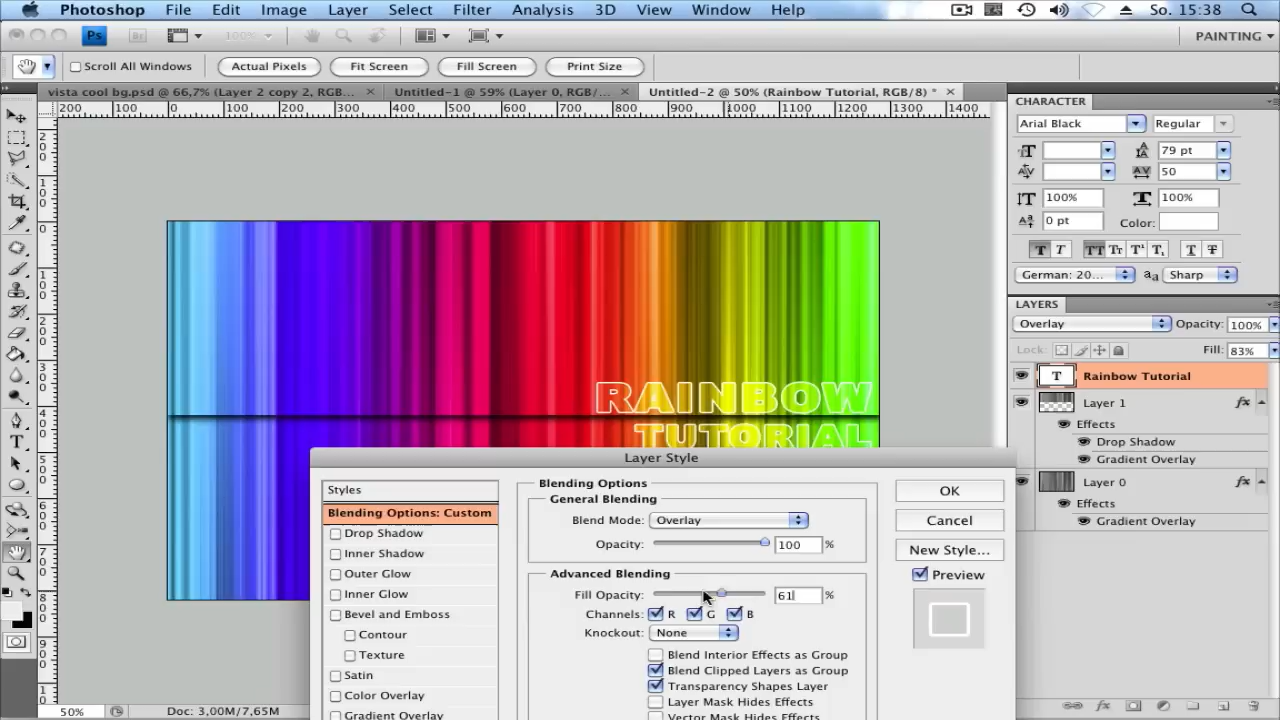 Photoshop File Edit Image Layer Select Filter Analysis 3D View Window Help So. 15:38
Ps 100% PAINTING
Scroll All Windows Actual Pixels Fit Screen Fill Screen Print Size
vista cool bg.psd @ 66,7% (Layer 2 copy 2, RGB... Untitled-1 @ 59% (Layer 0, RGB/... Untitled-2 @ 50% (Rainbow Tutorial, RGB/8) *
200 100 0 100 200 300 400 500 600 700 800 900 1000 1100 1200 1300 1400
CHARACTER
Arial Black Regular
79 pt
50
100% 100%
0 pt Color:
T T TT Tr T¹ T₁ T T
German: 20... aa Sharp
LAYERS
Overlay Opacity: 100%
Lock: Fill: 83%
T Rainbow Tutorial
Layer 1 fx
Effects
Drop Shadow
Gradient Overlay
Layer 0 fx
Effects
Gradient Overlay
RAINBOW
TUTORIAL
Layer Style
Styles
Blending Options: Custom
Drop Shadow
Inner Shadow
Outer Glow
Inner Glow
Bevel and Emboss
Contour
Texture
Satin
Color Overlay
Gradient Overlay
Blending Options
General Blending
Blend Mode: Overlay
Opacity: 100 %
Advanced Blending
Fill Opacity: 61 %
Channels: R G B
Knockout: None
Blend Interior Effects as Group
Blend Clipped Layers as Group
Transparency Shapes Layer
Layer Mask Hides Effects
Vector Mask Hides Effects
OK
Cancel
New Style...
Preview
50% Doc: 3,00M/7,65M